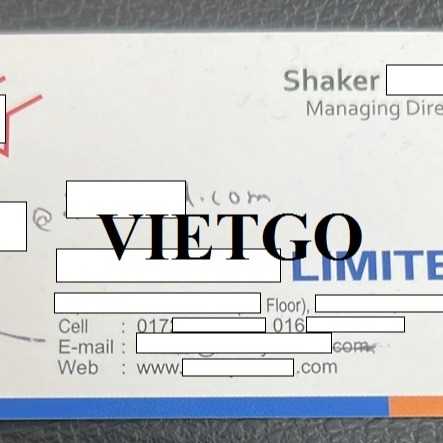 Shaker
Managing Dire
@ .com
VIETGO
LIMITE
Floor),
Cell : 017 016
E-mail : com
Web : www. .com